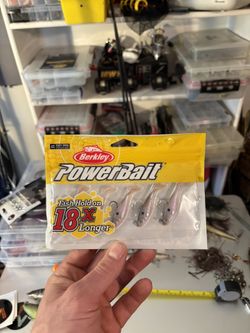 Berkley
PowerBait
Fish Hold on
18X
Longer